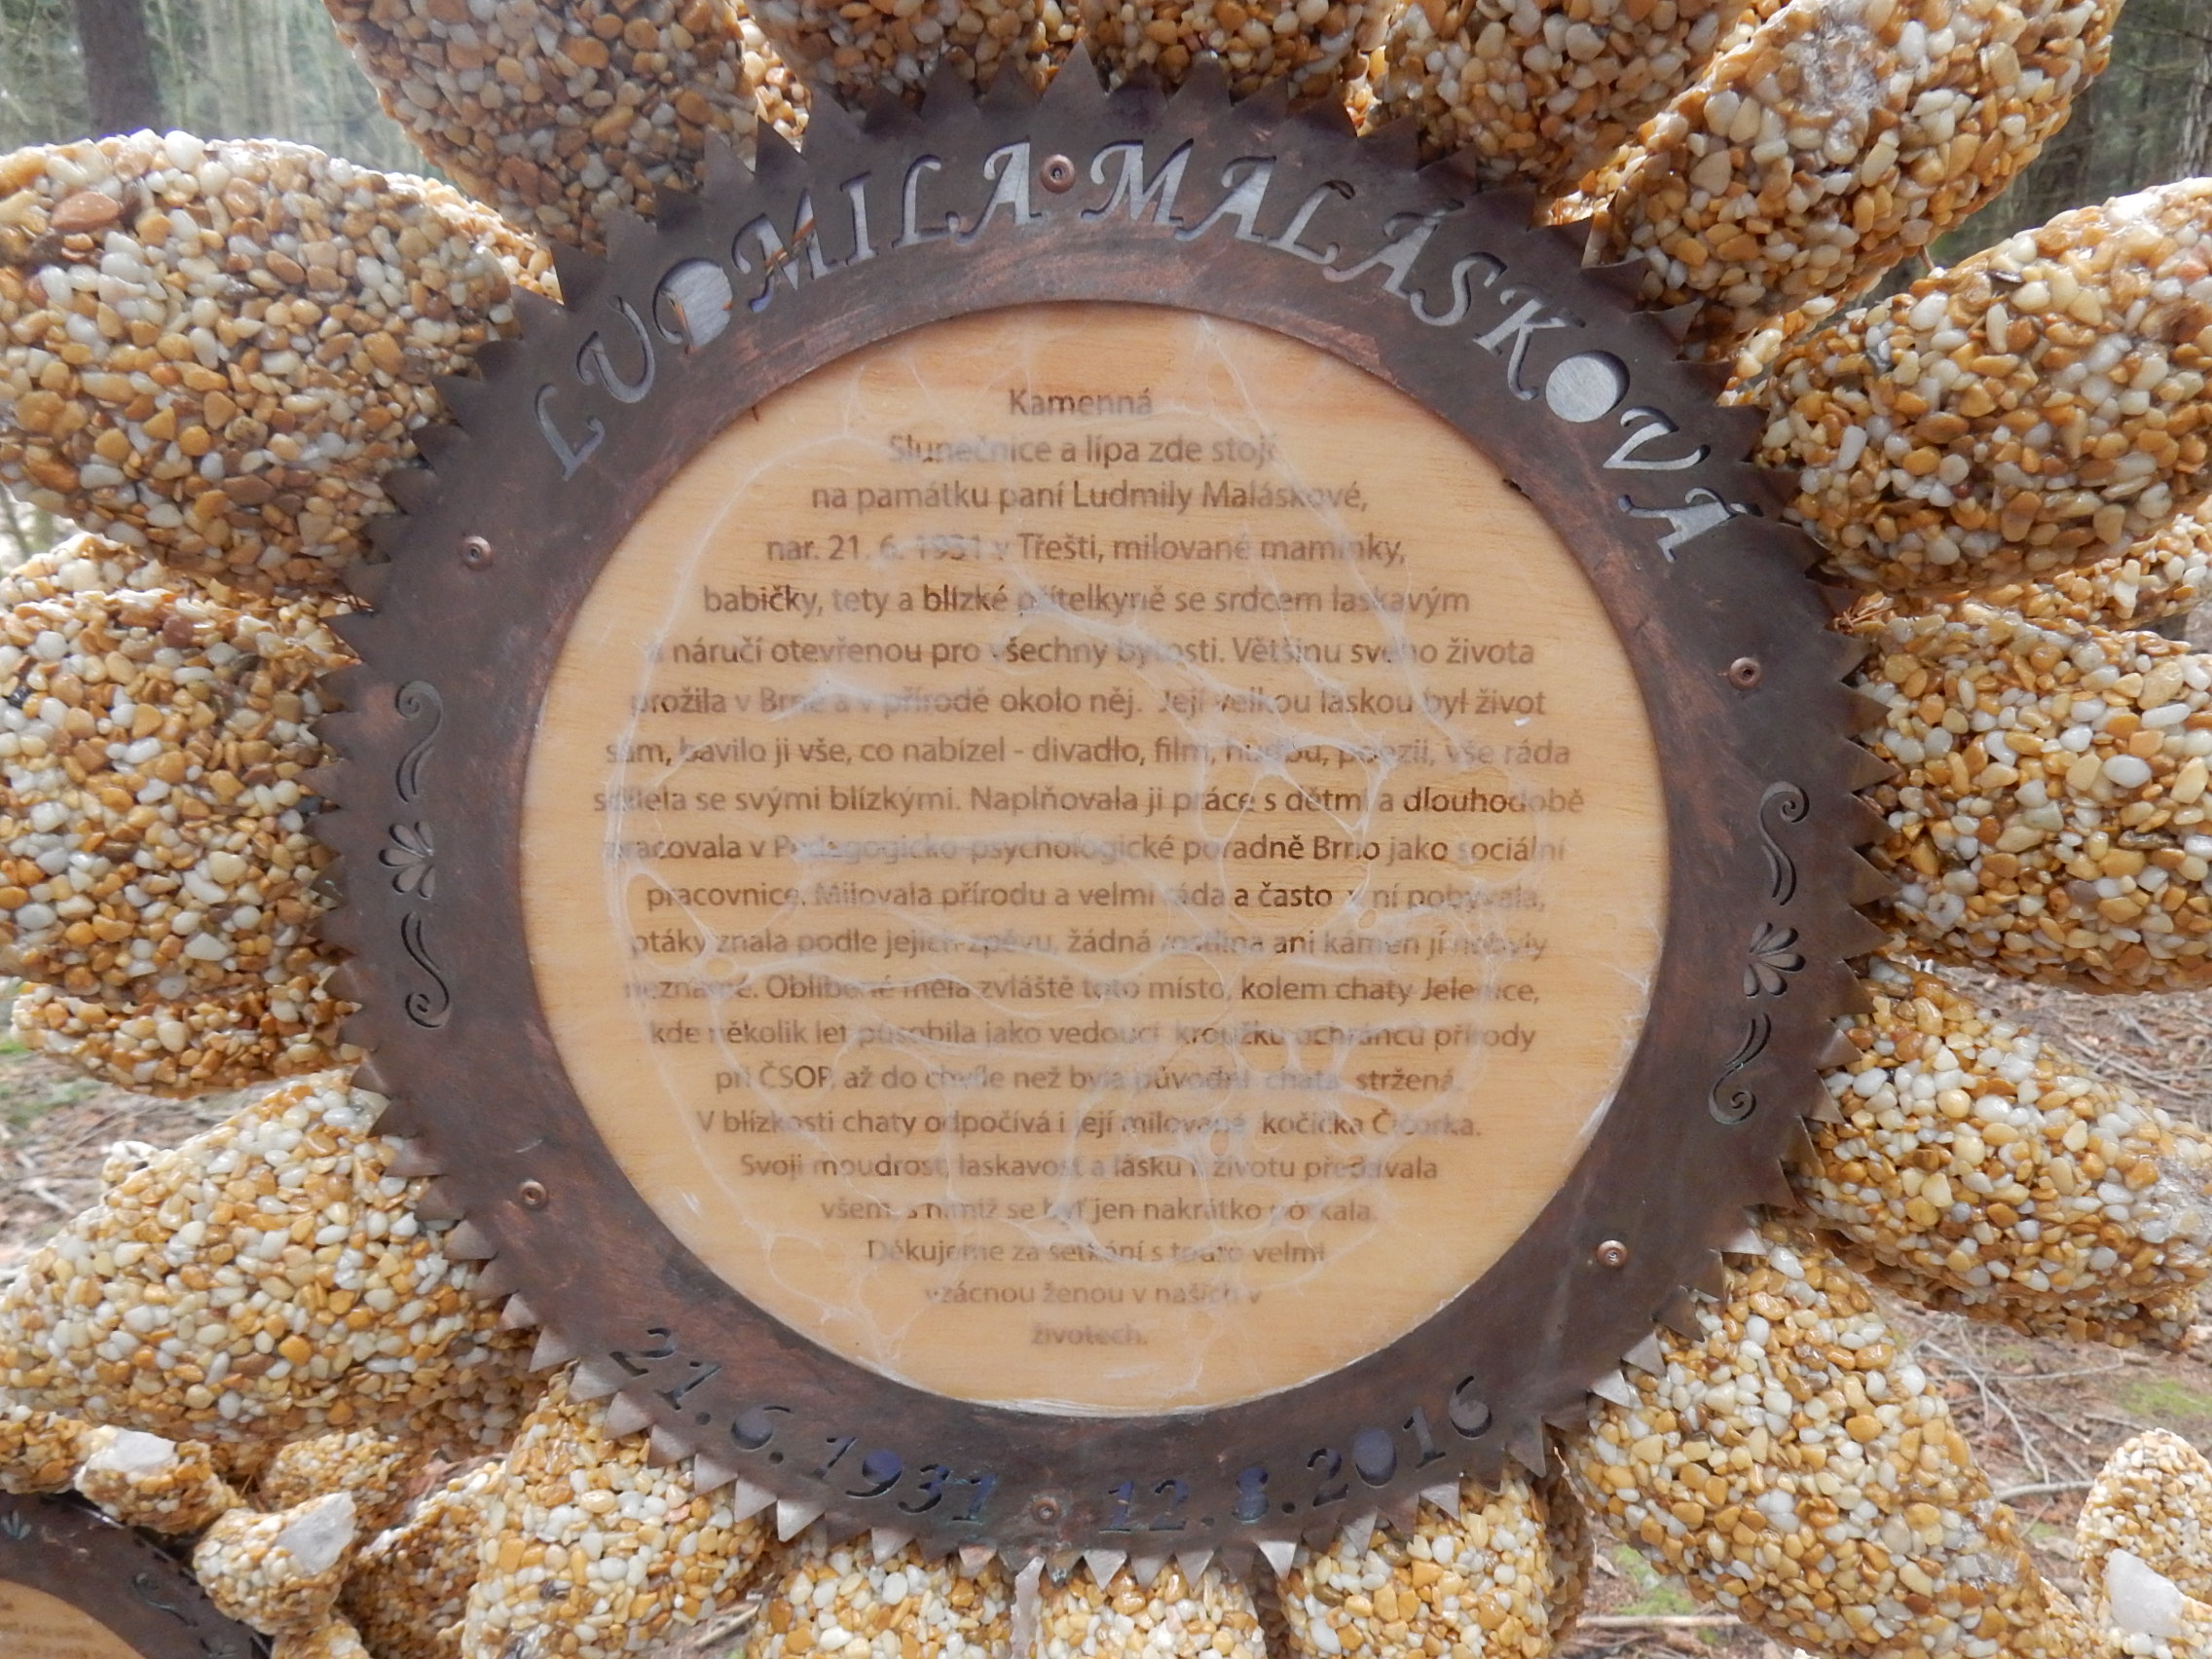 LUDMILA MALÁSKOVÁ
Kamenná
Slunečnice a lípa zde stojí
na památku paní Ludmily Maláskové,
nar. 21. 6. 1931 v Třešti, milované maminky,
babičky, tety a blízké přítelkyně se srdcem laskavým
a náručí otevřenou pro všechny bytosti. Většinu svého života
prožila v Brně a v přírodě okolo něj. Její velkou láskou byl život
sám, bavilo ji vše, co nabízel - divadlo, film, hudbu, poezii, vše ráda
sdílela se svými blízkými. Naplňovala ji práce s dětmi a dlouhodobě
pracovala v Pedagogicko-psychologické poradně Brno jako sociální
pracovnice. Milovala přírodu a velmi ráda a často v ní pobývala,
ptáky znala podle jejich zpěvu, žádná rostlina ani kámen jí nebyly
neznámé. Oblíbené měla zvláště toto místo, kolem chaty Jelenice,
kde několik let působila jako vedoucí kroužku ochránců přírody
při ČSOP, až do chvíle než byla původní chata stržená.
V blízkosti chaty odpočívá i její milovaná kočička Čičorka.
Svoji moudrost, laskavost a lásku k životu předávala
všem, s nimiž se byť jen nakrátko potkala.
Děkujeme za setkání s touto velmi
vzácnou ženou v našich v
životech.
21.6.1931 12.8.2016